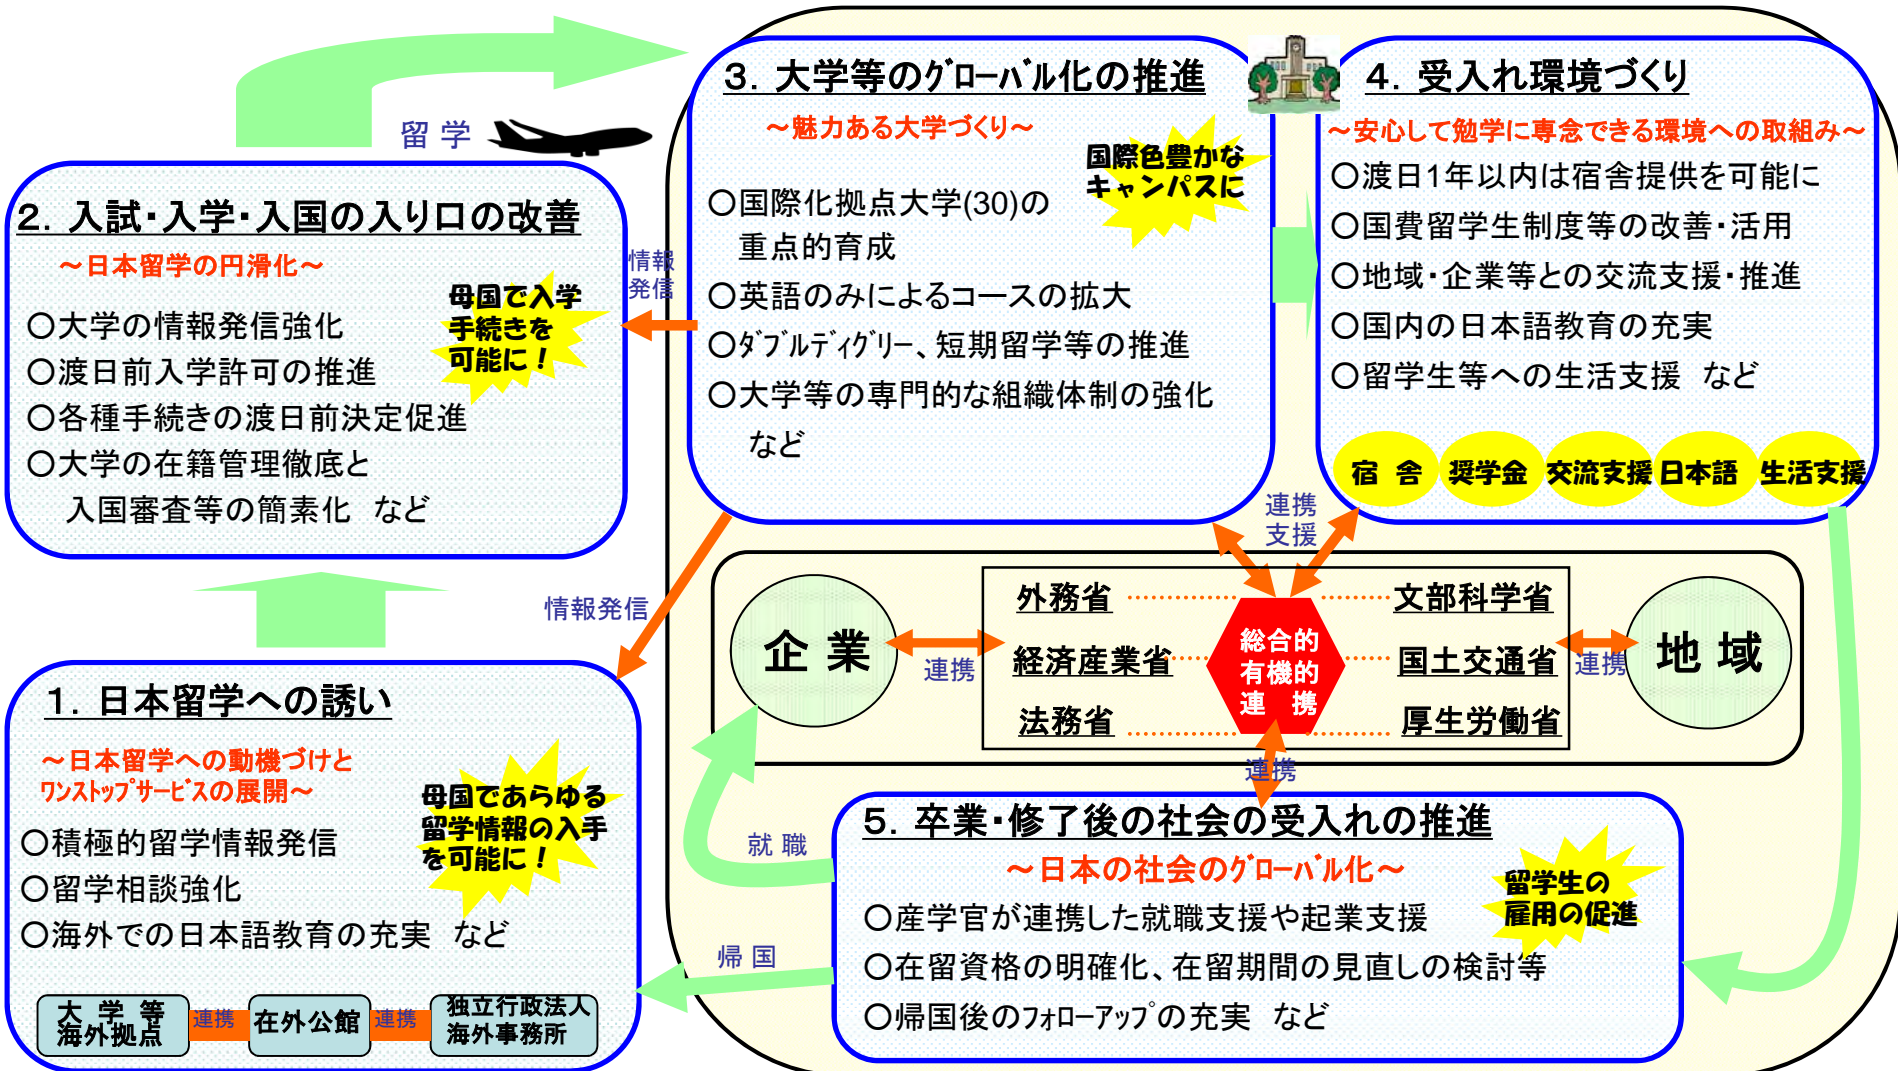 留 学
2．入試・入学・入国の入り口の改善
～日本留学の円滑化～
母国で入学
手続きを
可能に！
○大学の情報発信強化
○渡日前入学許可の推進
○各種手続きの渡日前決定促進
○大学の在籍管理徹底と
入国審査等の簡素化 など
3．大学等のグローバル化の推進
～魅力ある大学づくり～
国際色豊かな
キャンパスに
○国際化拠点大学(30)の
重点的育成
○英語のみによるコースの拡大
○ダブルディグリー、短期留学等の推進
○大学等の専門的な組織体制の強化
など
情報
発信
4．受入れ環境づくり
～安心して勉学に専念できる環境への取組み～
○渡日1年以内は宿舎提供を可能に
○国費留学生制度等の改善・活用
○地域・企業等との交流支援・推進
○国内の日本語教育の充実
○留学生等への生活支援 など
宿 舎
奨学金
交流支援
日本語
生活支援
連携
支援
情報発信
企 業
連携
外務省
経済産業省
法務省
総合的
有機的
連 携
文部科学省
国土交通省
厚生労働省
連携
地 域
連携
1．日本留学への誘い
～日本留学への動機づけと
ワンストップサービスの展開～
母国であらゆる
留学情報の入手
を可能に！
○積極的留学情報発信
○留学相談強化
○海外での日本語教育の充実 など
大 学 等
海外拠点
連携
在外公館
連携
独立行政法人
海外事務所
就 職
帰 国
5．卒業・修了後の社会の受入れの推進
～日本の社会のグローバル化～
留学生の
雇用の促進
○産学官が連携した就職支援や起業支援
○在留資格の明確化、在留期間の見直しの検討等
○帰国後のフォローアップの充実 など